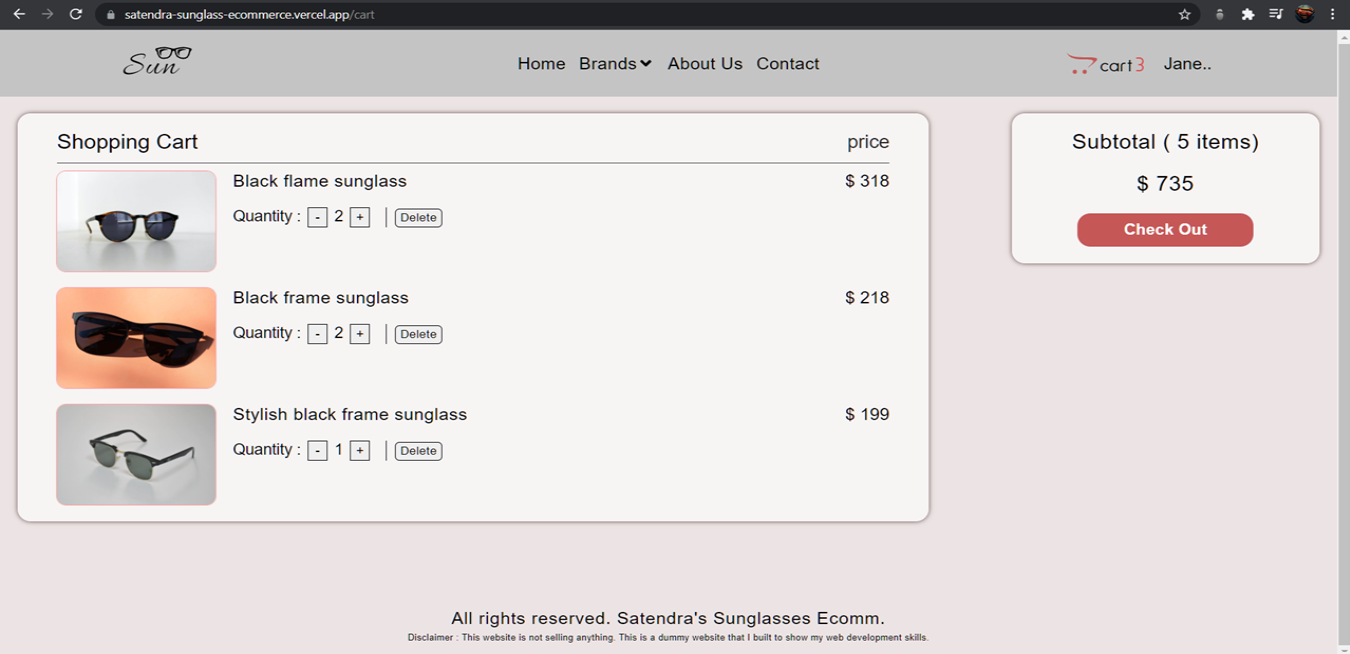 satendra-sunglass-ecommerce.vercel.app/cart
Sun
Home Brands About Us Contact
cart 3 Jane..
Shopping Cart price
Black flame sunglass $ 318
Quantity : - 2 + | Delete
Black frame sunglass $ 218
Quantity : - 2 + | Delete
Stylish black frame sunglass $ 199
Quantity : - 1 + | Delete
Subtotal ( 5 items)
$ 735
Check Out
All rights reserved. Satendra's Sunglasses Ecomm.
Disclaimer : This website is not selling anything. This is a dummy website that I built to show my web development skills.